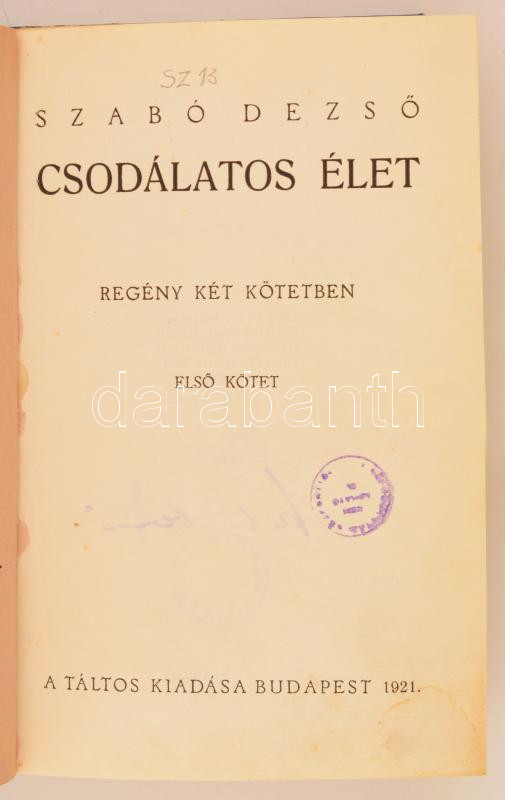 SZ 13
SZABÓ DEZSŐ
CSODÁLATOS ÉLET
REGÉNY KÉT KÖTETBEN
ELSŐ KÖTET
darabanth
A TÁLTOS KIADÁSA BUDAPEST 1921.